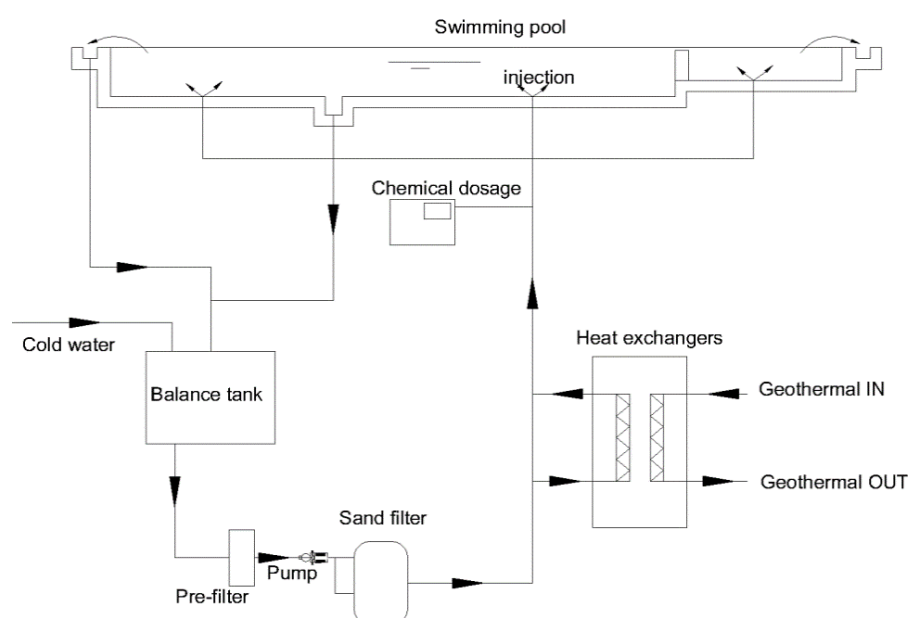 Swimming pool
injection
Chemical dosage
Cold water
Heat exchangers
Balance tank
Geothermal IN
Geothermal OUT
Sand filter
Pump
Pre-filter